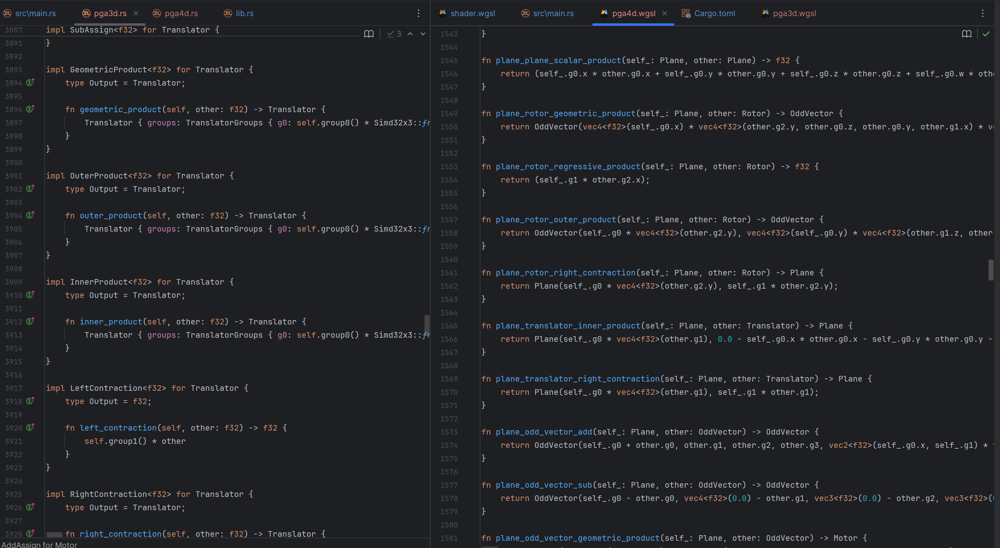 src\main.rs pga3d.rs pga4d.rs lib.rs
3887 impl SubAssign<f32> for Translator {
3
3891 }
3892
3893 impl GeometricProduct<f32> for Translator {
3894 type Output = Translator;
3895
3896 fn geometric_product(self, other: f32) -> Translator {
3897 Translator { groups: TranslatorGroups { g0: self.group0() * Simd32x3::fr
3898 }
3899 }
3900
3901 impl OuterProduct<f32> for Translator {
3902 type Output = Translator;
3903
3904 fn outer_product(self, other: f32) -> Translator {
3905 Translator { groups: TranslatorGroups { g0: self.group0() * Simd32x3::fr
3906 }
3907 }
3908
3909 impl InnerProduct<f32> for Translator {
3910 type Output = Translator;
3911
3912 fn inner_product(self, other: f32) -> Translator {
3913 Translator { groups: TranslatorGroups { g0: self.group0() * Simd32x3::fr
3914 }
3915 }
3916
3917 impl LeftContraction<f32> for Translator {
3918 type Output = f32;
3919
3920 fn left_contraction(self, other: f32) -> f32 {
3921 self.group1() * other
3922 }
3923 }
3924
3925 impl RightContraction<f32> for Translator {
3926 type Output = Translator;
3927
3928 fn right_contraction(self, other: f32) -> Translator {
AddAssign for Motor
shader.wgsl src\main.rs pga4d.wgsl Cargo.toml pga3d.wgsl
1543 }
1544
1545 fn plane_plane_scalar_product(self_: Plane, other: Plane) -> f32 {
1546 return (self_.g0.x * other.g0.x + self_.g0.y * other.g0.y + self_.g0.z * other.g0.z + self_.g0.w * oth
1547 }
1548
1549 fn plane_rotor_geometric_product(self_: Plane, other: Rotor) -> OddVector {
1550 return OddVector(vec4<f32>(self_.g0.x) * vec4<f32>(other.g2.y, other.g0.z, other.g0.y, other.g1.x) * v
1551 }
1552
1553 fn plane_rotor_regressive_product(self_: Plane, other: Rotor) -> f32 {
1554 return (self_.g1 * other.g2.x);
1555 }
1556
1557 fn plane_rotor_outer_product(self_: Plane, other: Rotor) -> OddVector {
1558 return OddVector(self_.g0 * vec4<f32>(other.g2.y), vec4<f32>(self_.g0.y) * vec4<f32>(other.g1.z, other
1559 }
1560
1561 fn plane_rotor_right_contraction(self_: Plane, other: Rotor) -> Plane {
1562 return Plane(self_.g0 * vec4<f32>(other.g2.y), self_.g1 * other.g2.y);
1563 }
1564
1565 fn plane_translator_inner_product(self_: Plane, other: Translator) -> Plane {
1566 return Plane(self_.g0 * vec4<f32>(other.g1), 0.0 - self_.g0.x * other.g0.x - self_.g0.y * other.g0.y -
1567 }
1568
1569 fn plane_translator_right_contraction(self_: Plane, other: Translator) -> Plane {
1570 return Plane(self_.g0 * vec4<f32>(other.g1), self_.g1 * other.g1);
1571 }
1572
1573 fn plane_odd_vector_add(self_: Plane, other: OddVector) -> OddVector {
1574 return OddVector(self_.g0 + other.g0, other.g1, other.g2, other.g3, vec2<f32>(self_.g0.x, self_.g1) *
1575 }
1576
1577 fn plane_odd_vector_sub(self_: Plane, other: OddVector) -> OddVector {
1578 return OddVector(self_.g0 - other.g0, vec4<f32>(0.0) - other.g1, vec3<f32>(0.0) - other.g2, vec3<f32>(
1579 }
1580
1581 fn plane_odd_vector_geometric_product(self_: Plane, other: OddVector) -> Motor {